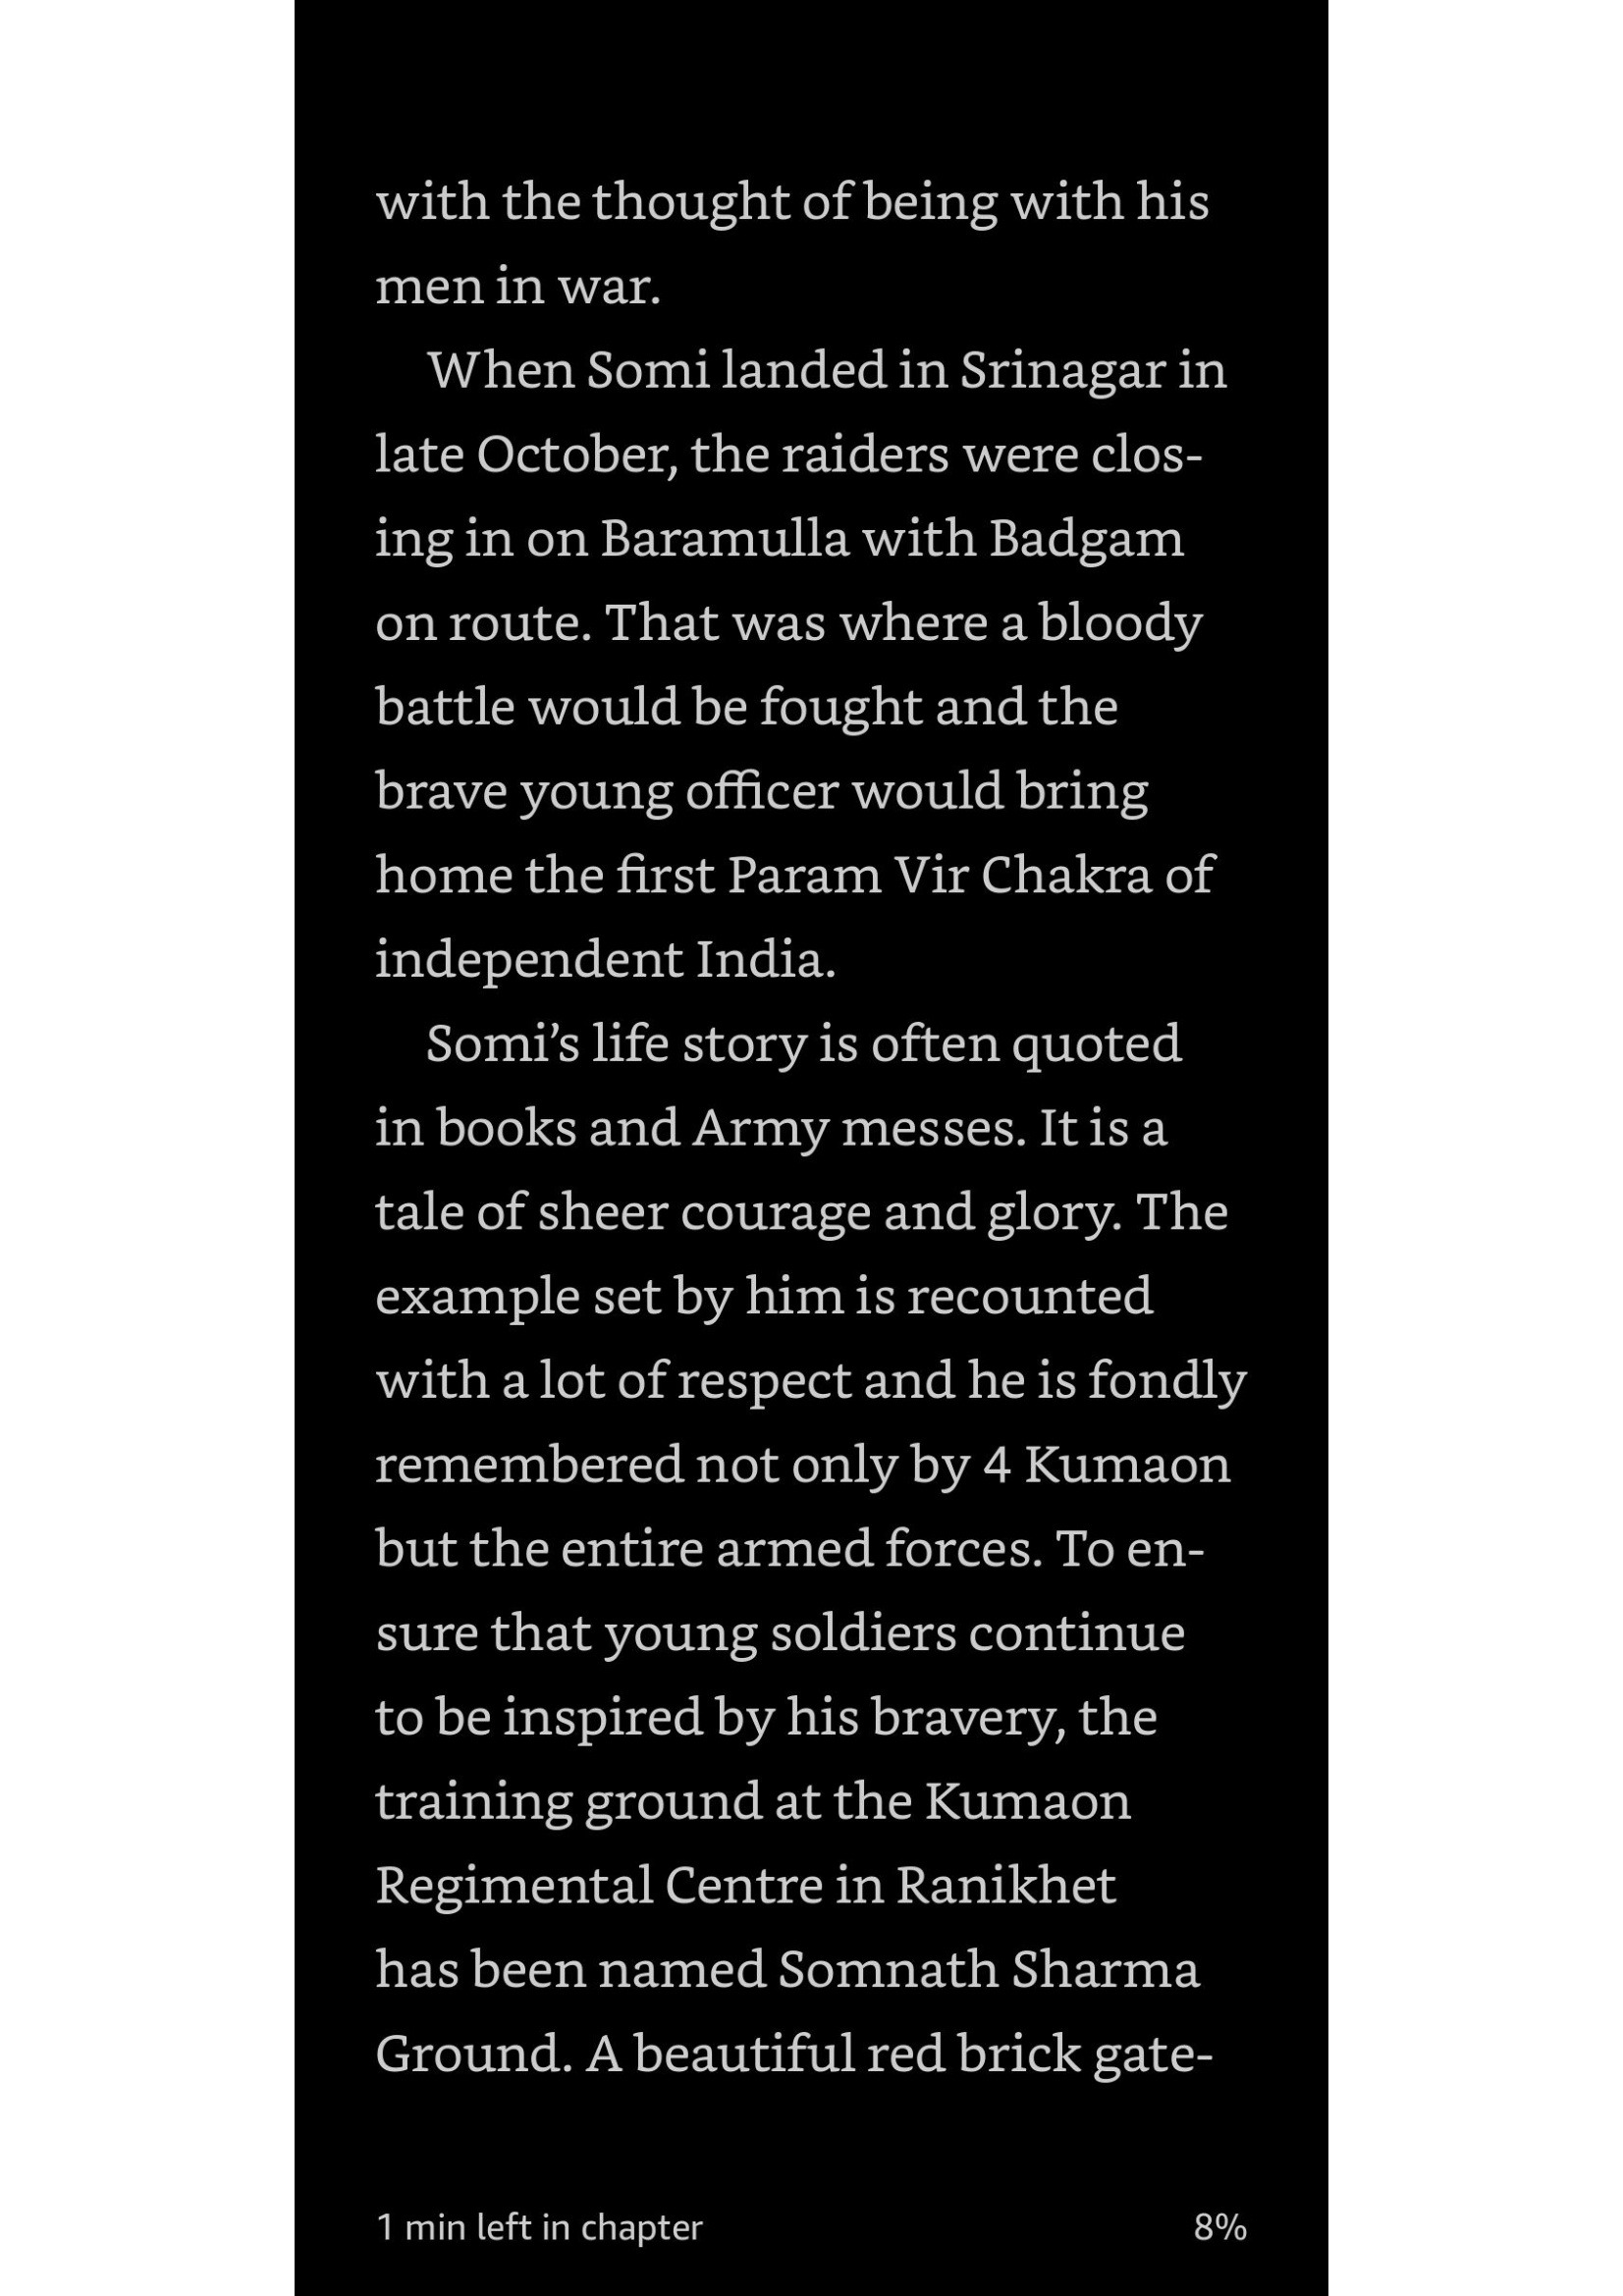 with the thought of being with his
men in war.
When Somi landed in Srinagar in
late October, the raiders were clos-
ing in on Baramulla with Badgam
on route. That was where a bloody
battle would be fought and the
brave young officer would bring
home the first Param Vir Chakra of
independent India.
Somi’s life story is often quoted
in books and Army messes. It is a
tale of sheer courage and glory. The
example set by him is recounted
with a lot of respect and he is fondly
remembered not only by 4 Kumaon
but the entire armed forces. To en-
sure that young soldiers continue
to be inspired by his bravery, the
training ground at the Kumaon
Regimental Centre in Ranikhet
has been named Somnath Sharma
Ground. A beautiful red brick gate-
1 min left in chapter 8%